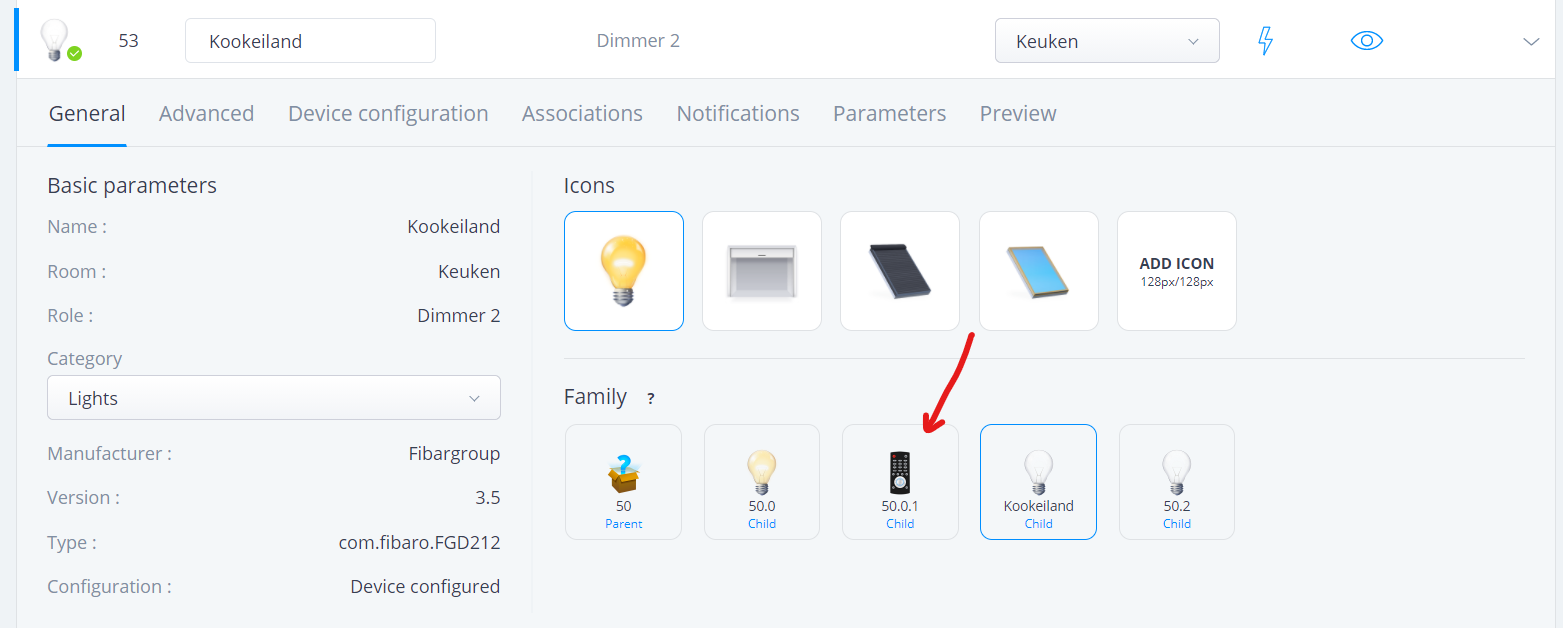 53 Kookeiland Dimmer 2 Keuken
General Advanced Device configuration Associations Notifications Parameters Preview
Basic parameters
Name : Kookeiland
Room : Keuken
Role : Dimmer 2
Category
Lights
Manufacturer : Fibargroup
Version : 3.5
Type : com.fibaro.FGD212
Configuration : Device configured
Icons
ADD ICON
128px/128px
Family ?
50 50.0 50.0.1 Kookeiland 50.2
Parent Child Child Child Child